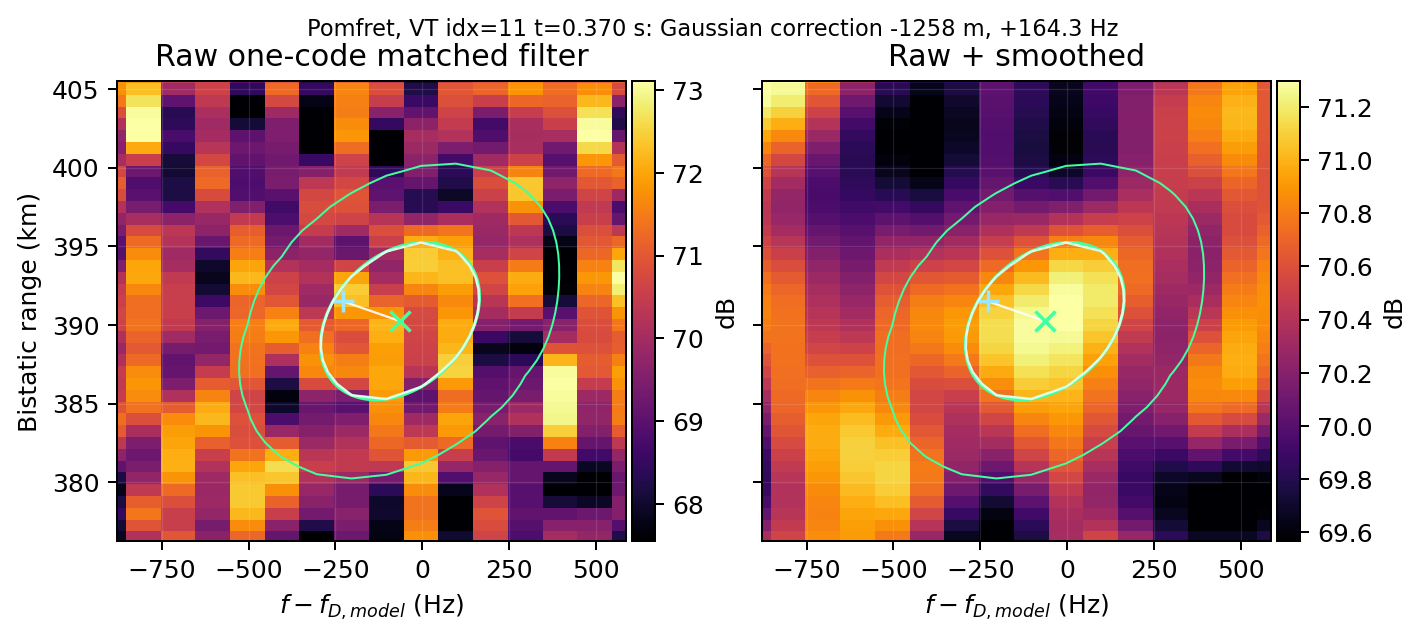 Pomfret, VT idx=11 t=0.370 s: Gaussian correction -1258 m, +164.3 Hz
Raw one-code matched filter
Raw + smoothed
Bistatic range (km)
405
400
395
390
385
380
−750 −500 −250 0 250 500
f − f_{D, model} (Hz)
73
72
71
70
69
68
dB
−750 −500 −250 0 250 500
f − f_{D, model} (Hz)
71.2
71.0
70.8
70.6
70.4
70.2
70.0
69.8
69.6
dB